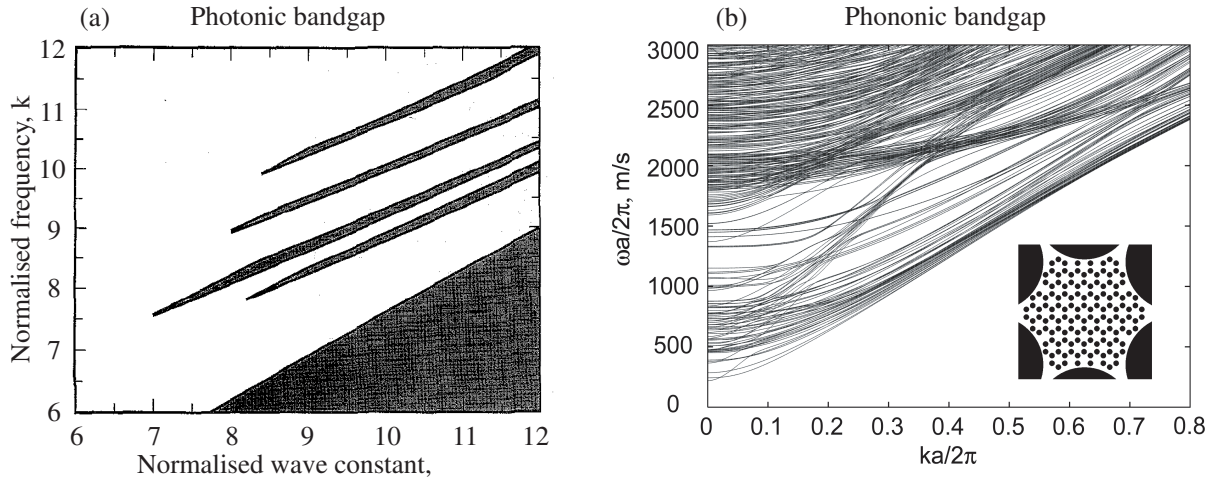 (a) Photonic bandgap
12
11
10
9
8
7
6
Normalised frequency, k
6 7 8 9 10 11 12
Normalised wave constant,
(b) Phononic bandgap
3000
2500
2000
1500
1000
500
0
ωa/2π, m/s
0 0.1 0.2 0.3 0.4 0.5 0.6 0.7 0.8
ka/2π